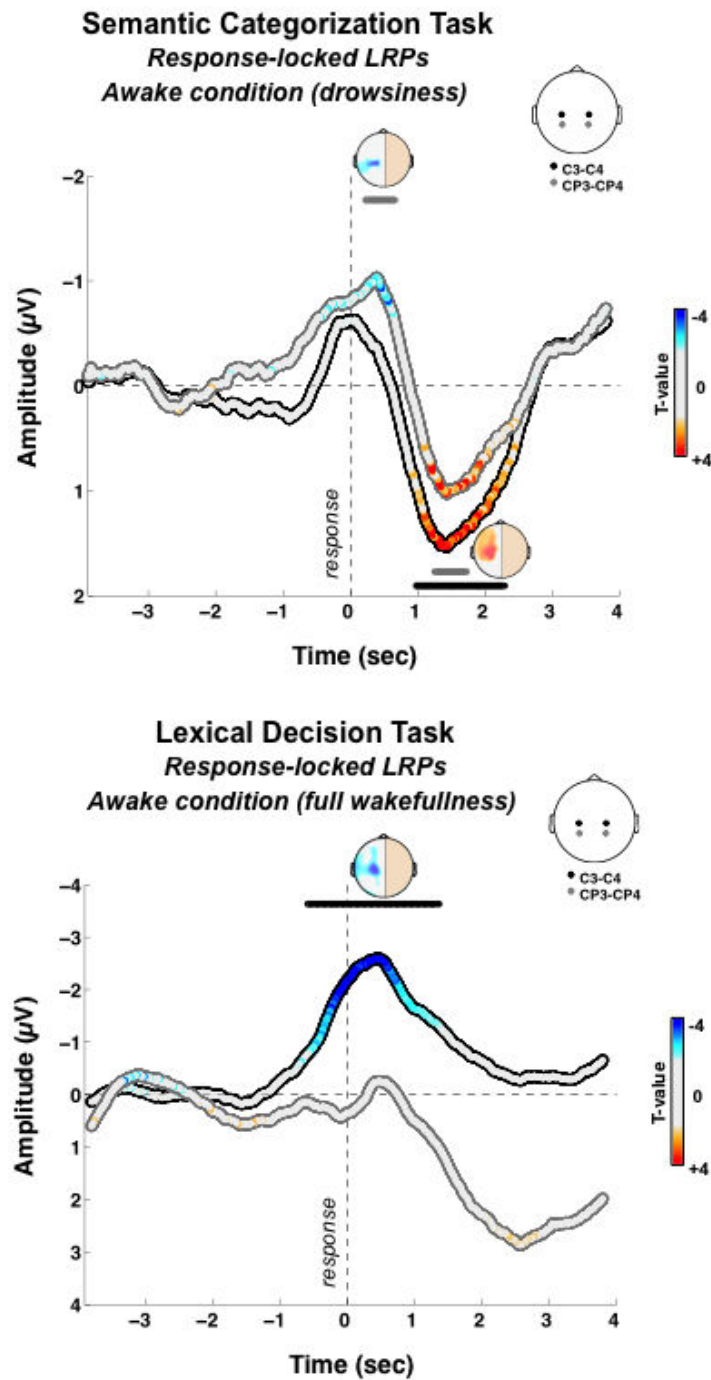 Semantic Categorization Task
Response-locked LRPs
Awake condition (drowsiness)
C3-C4
CP3-CP4
−2
−1
0
1
2
Amplitude (µV)
response
−3
−2
−1
0
1
2
3
4
Time (sec)
T-value
-4
0
+4
Lexical Decision Task
Response-locked LRPs
Awake condition (full wakefullness)
C3-C4
CP3-CP4
−4
−3
−2
−1
0
1
2
3
4
Amplitude (µV)
response
−3
−2
−1
0
1
2
3
4
Time (sec)
T-value
-4
0
+4